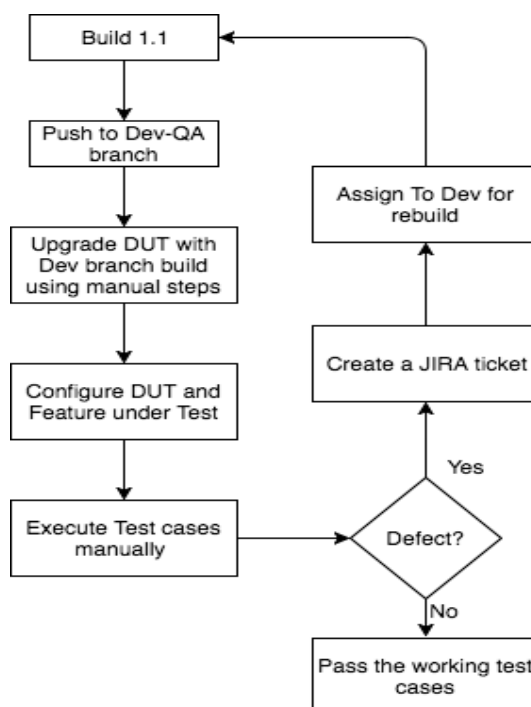 Build 1.1
Push to Dev-QA
branch
Upgrade DUT with
Dev branch build
using manual steps
Configure DUT and
Feature under Test
Execute Test cases
manually
Defect?
Yes
Create a JIRA ticket
Assign To Dev for
rebuild
No
Pass the working test
cases